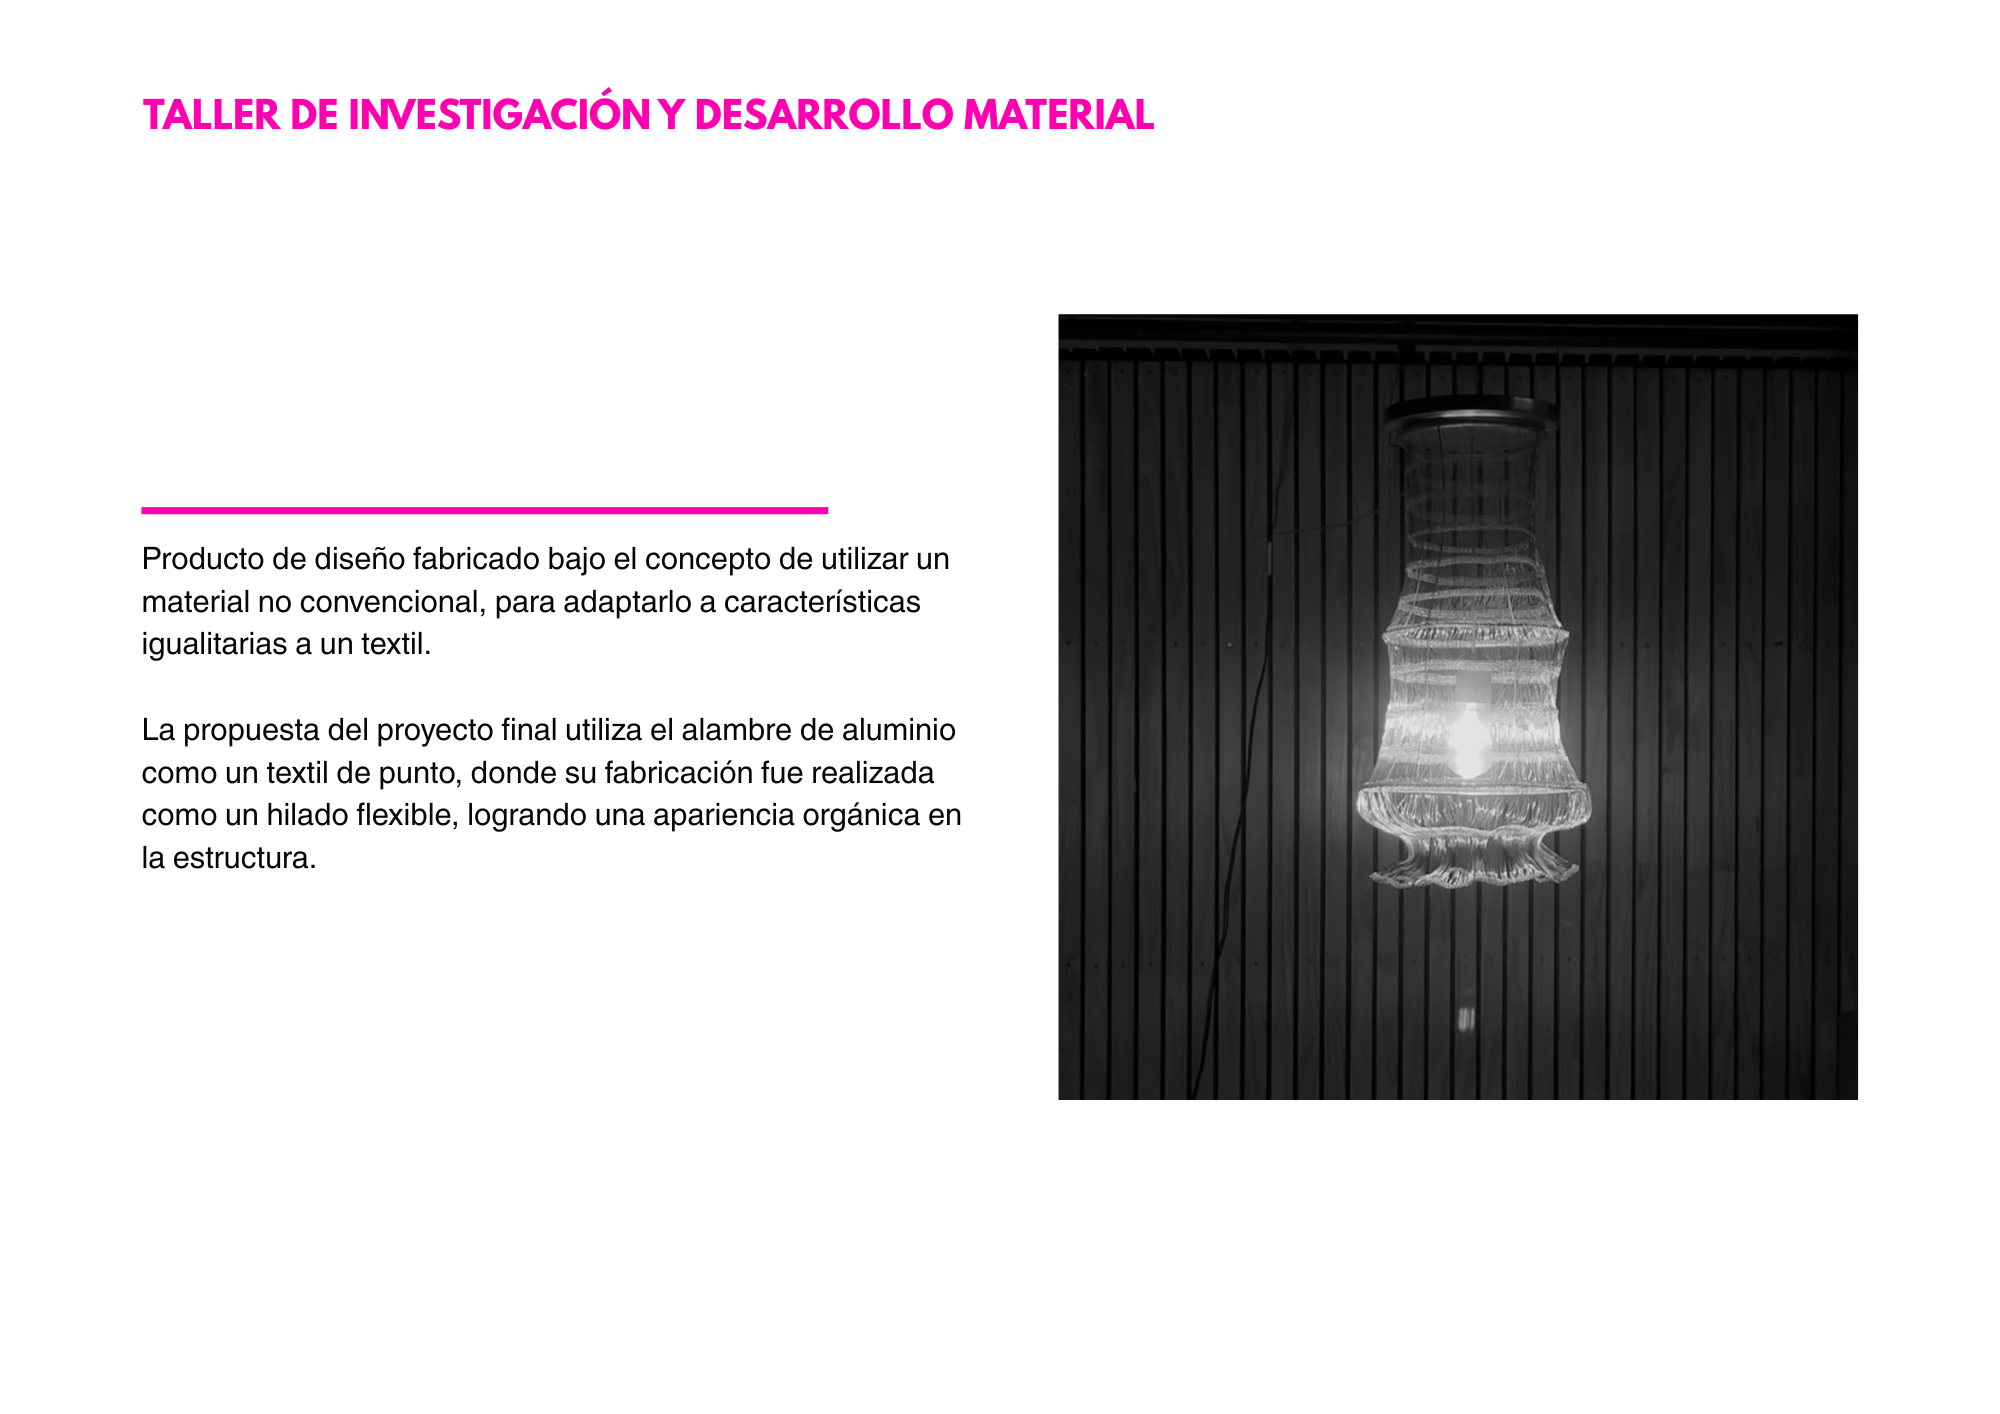 TALLER DE INVESTIGACIÓN Y DESARROLLO MATERIAL
Producto de diseño fabricado bajo el concepto de utilizar un
material no convencional, para adaptarlo a características
igualitarias a un textil.
La propuesta del proyecto final utiliza el alambre de aluminio
como un textil de punto, donde su fabricación fue realizada
como un hilado flexible, logrando una apariencia orgánica en
la estructura.